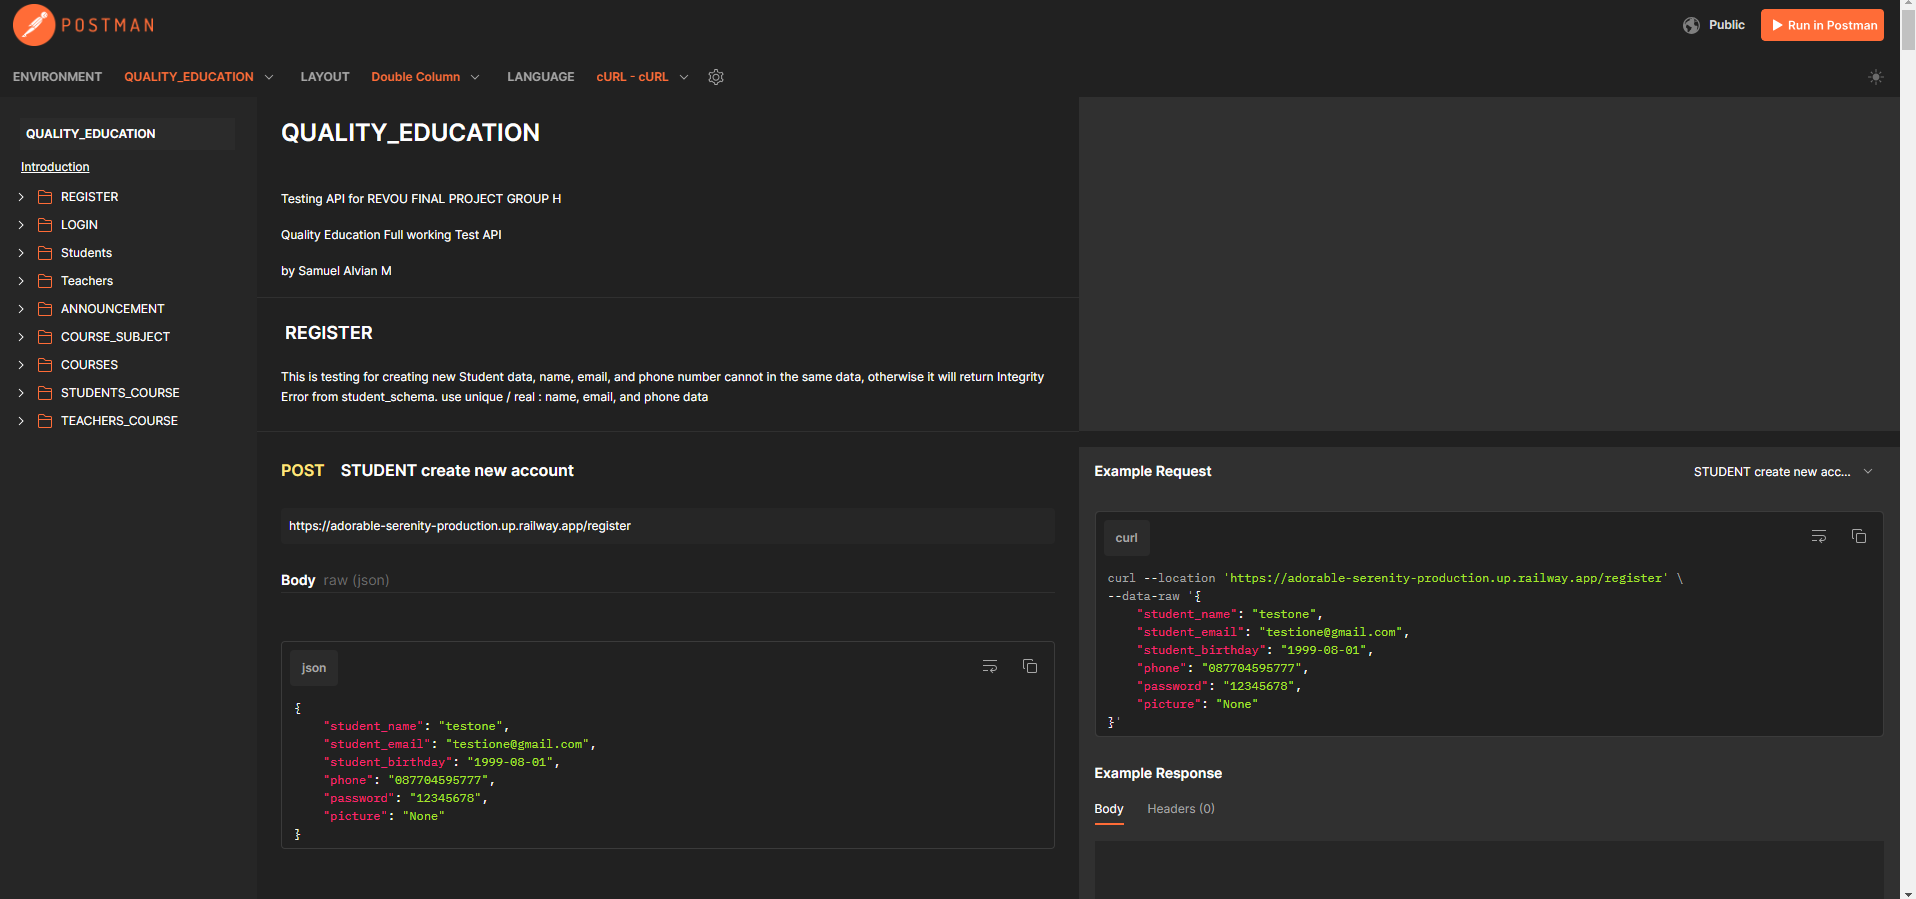 POSTMAN
Public
Run in Postman
ENVIRONMENT QUALITY_EDUCATION LAYOUT Double Column LANGUAGE cURL - cURL
QUALITY_EDUCATION
Introduction
REGISTER
LOGIN
Students
Teachers
ANNOUNCEMENT
COURSE_SUBJECT
COURSES
STUDENTS_COURSE
TEACHERS_COURSE
QUALITY_EDUCATION
Testing API for REVOU FINAL PROJECT GROUP H
Quality Education Full working Test API
by Samuel Alvian M
REGISTER
This is testing for creating new Student data, name, email, and phone number cannot in the same data, otherwise it will return Integrity
Error from student_schema. use unique / real : name, email, and phone data
POST STUDENT create new account
https://adorable-serenity-production.up.railway.app/register
Body raw (json)
json
{
    "student_name": "testone",
    "student_email": "testione@gmail.com",
    "student_birthday": "1999-08-01",
    "phone": "087704595777",
    "password": "12345678",
    "picture": "None"
}
Example Request
STUDENT create new acc...
curl
curl --location 'https://adorable-serenity-production.up.railway.app/register' \
--data-raw '{
    "student_name": "testone",
    "student_email": "testione@gmail.com",
    "student_birthday": "1999-08-01",
    "phone": "087704595777",
    "password": "12345678",
    "picture": "None"
}'
Example Response
Body Headers (0)